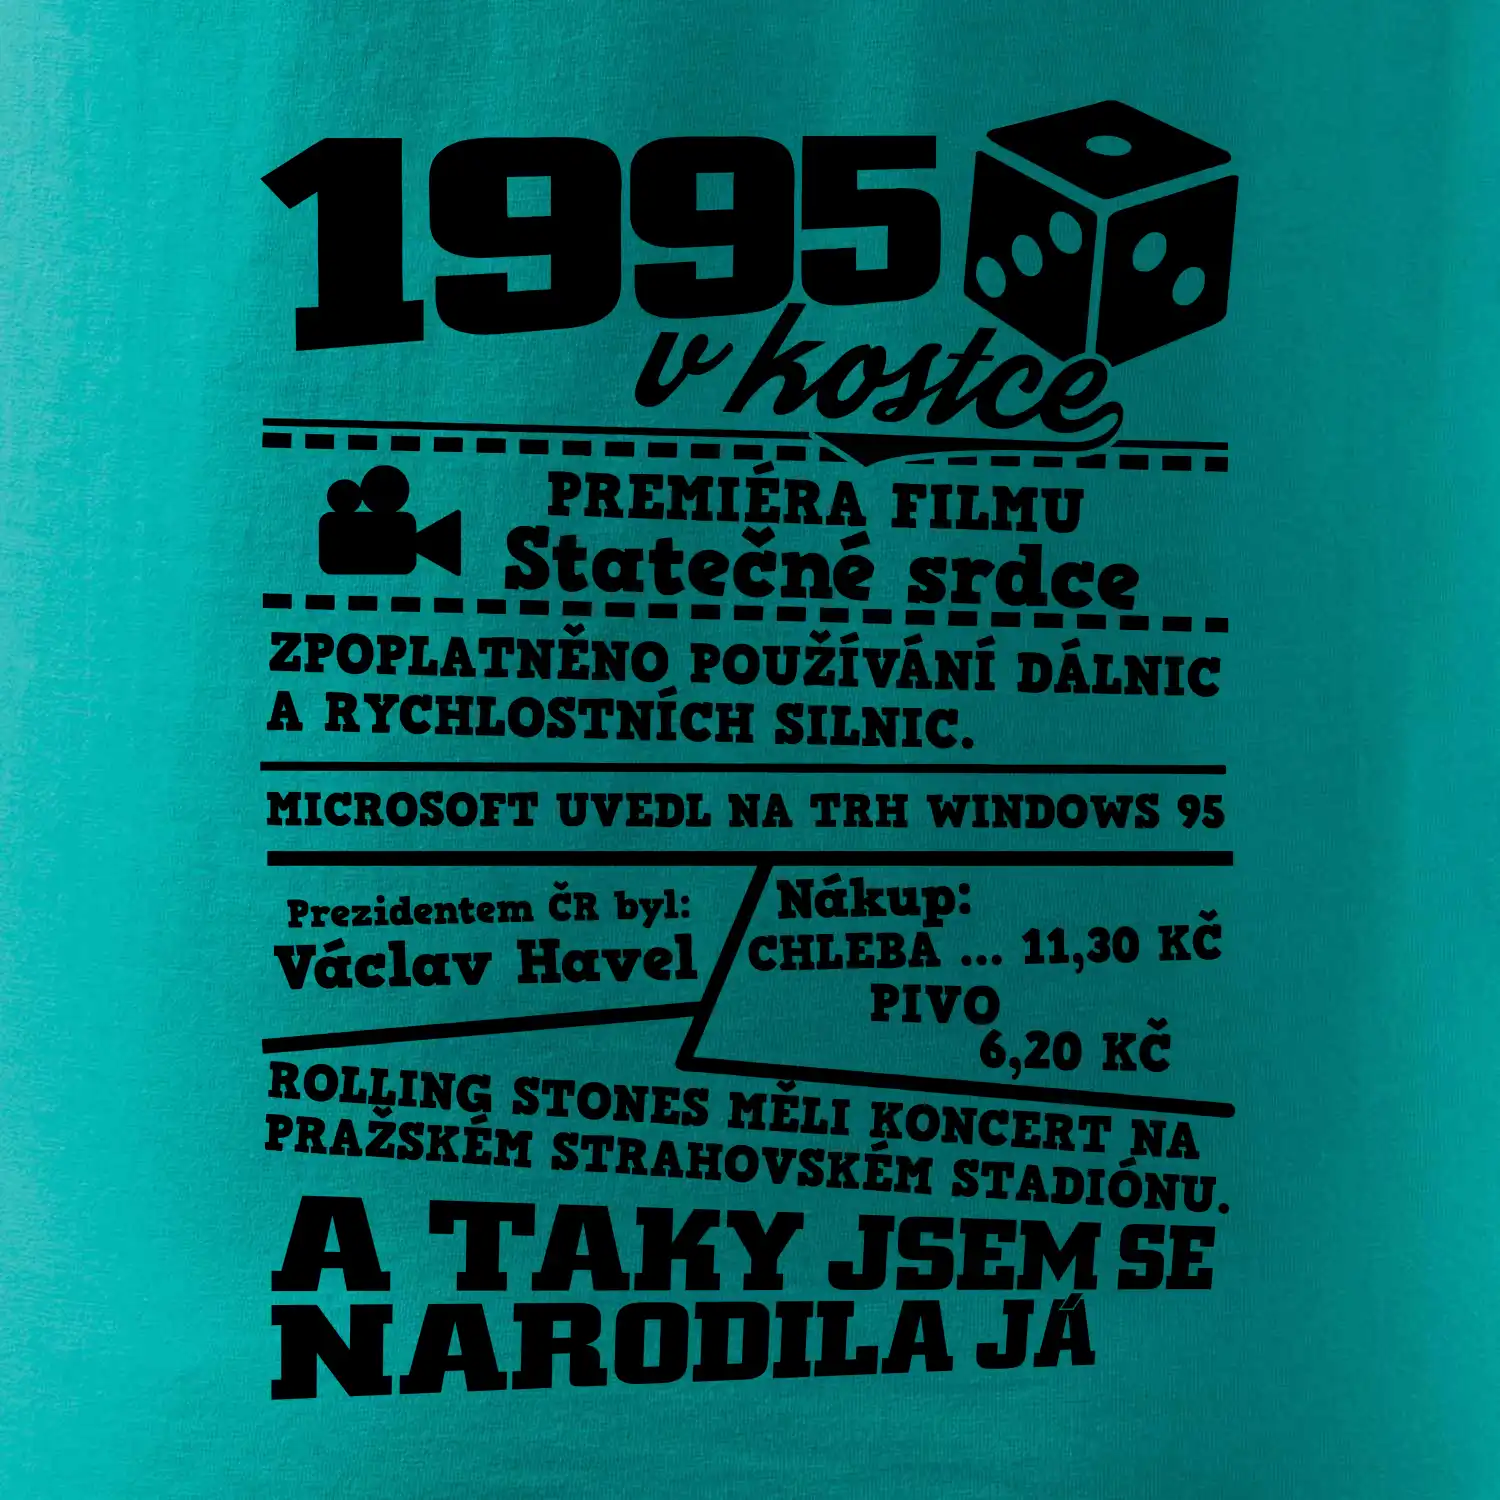 1995
v kostce
PREMIÉRA FILMU
Statečné srdce
ZPOPLATNĚNO POUŽÍVÁNÍ DÁLNIC
A RYCHLOSTNÍCH SILNIC.
MICROSOFT UVEDL NA TRH WINDOWS 95
Prezidentem ČR byl:
Václav Havel
Nákup:
CHLEBA ... 11,30 KČ
PIVO
6,20 KČ
ROLLING STONES MĚLI KONCERT NA
PRAŽSKÉM STRAHOVSKÉM STADIÓNU.
A TAKY JSEM SE
NARODILA JÁ